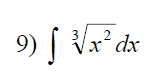 9) ∫ ∛x² dx